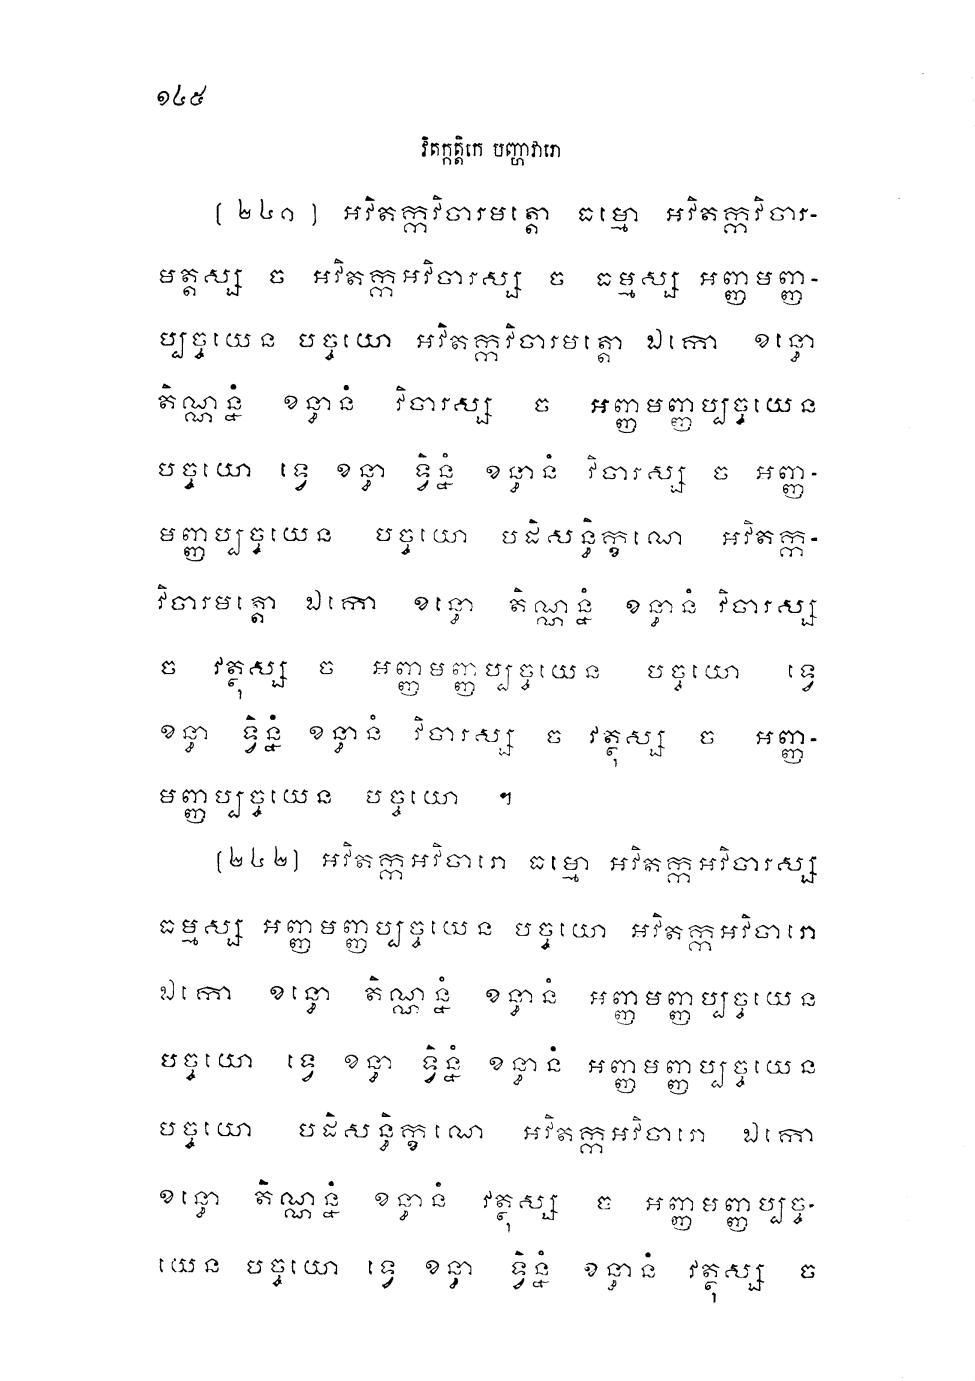 ១៤៥
វិតក្កត្តិកេ បញ្ហាវារោ
(២៤១) អវិតក្កវិចារមត្តោ ធម្មោ អវិតក្កវិចារ-
មត្តស្ស ច អវិតក្កអវិចារស្ស ច ធម្មស្ស អញ្ញមញ្ញ-
ប្បច្ចយេន បច្ចយោ អវិតក្កវិចារមត្តោ ឯកោ ខន្ធោ
តិណ្ណន្នំ ខន្ធានំ វិចារស្ស ច អញ្ញមញ្ញប្បច្ចយេន
បច្ចយោ ទ្វេ ខន្ធា ទ្វិន្នំ ខន្ធានំ វិចារស្ស ច អញ្ញ-
មញ្ញប្បច្ចយេន បច្ចយោ បដិសន្ធិក្ខណេ អវិតក្ក-
វិចារមត្តោ ឯកោ ខន្ធោ តិណ្ណន្នំ ខន្ធានំ វិចារស្ស
ច វត្ថុស្ស ច អញ្ញមញ្ញប្បច្ចយេន បច្ចយោ ទ្វេ
ខន្ធា ទ្វិន្នំ ខន្ធានំ វិចារស្ស ច វត្ថុស្ស ច អញ្ញ-
មញ្ញប្បច្ចយេន បច្ចយោ ។
(២៤២) អវិតក្កអវិចារោ ធម្មោ អវិតក្កអវិចារស្ស
ធម្មស្ស អញ្ញមញ្ញប្បច្ចយេន បច្ចយោ អវិតក្កអវិចារោ
ឯកោ ខន្ធោ តិណ្ណន្នំ ខន្ធានំ អញ្ញមញ្ញប្បច្ចយេន
បច្ចយោ ទ្វេ ខន្ធា ទ្វិន្នំ ខន្ធានំ អញ្ញមញ្ញប្បច្ចយេន
បច្ចយោ បដិសន្ធិក្ខណេ អវិតក្កអវិចារោ ឯកោ
ខន្ធោ តិណ្ណន្នំ ខន្ធានំ វត្ថុស្ស ច អញ្ញមញ្ញប្បច្ច-
យេន បច្ចយោ ទ្វេ ខន្ធា ទ្វិន្នំ ខន្ធានំ វត្ថុស្ស ច